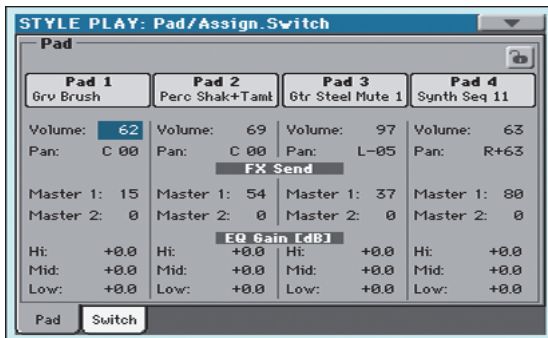 STYLE PLAY: Pad/Assign.Switch
Pad
Pad 1 Pad 2 Pad 3 Pad 4
Grv Brush Perc Shak+Tamb Gtr Steel Mute 1 Synth Seq 11
Volume: 62 Volume: 69 Volume: 97 Volume: 63
Pan: C 00 Pan: C 00 Pan: L-05 Pan: R+63
FX Send
Master 1: 15 Master 1: 54 Master 1: 37 Master 1: 80
Master 2: 0 Master 2: 0 Master 2: 0 Master 2: 0
EQ Gain [dB]
Hi: +0.0 Hi: +0.0 Hi: +0.0 Hi: +0.0
Mid: +0.0 Mid: +0.0 Mid: +0.0 Mid: +0.0
Low: +0.0 Low: +0.0 Low: +0.0 Low: +0.0
Pad Switch